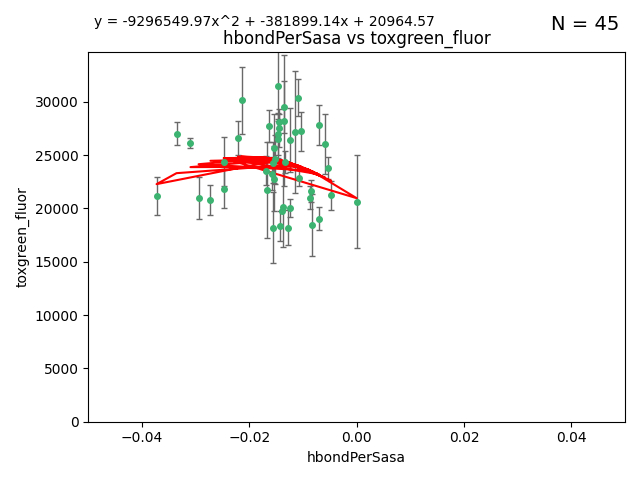 y = -9296549.97x^2 + -381899.14x + 20964.57
N = 45
hbondPerSasa vs toxgreen_fluor
toxgreen_fluor
30000
25000
20000
15000
10000
5000
0
−0.04
−0.02
0.00
0.02
0.04
hbondPerSasa